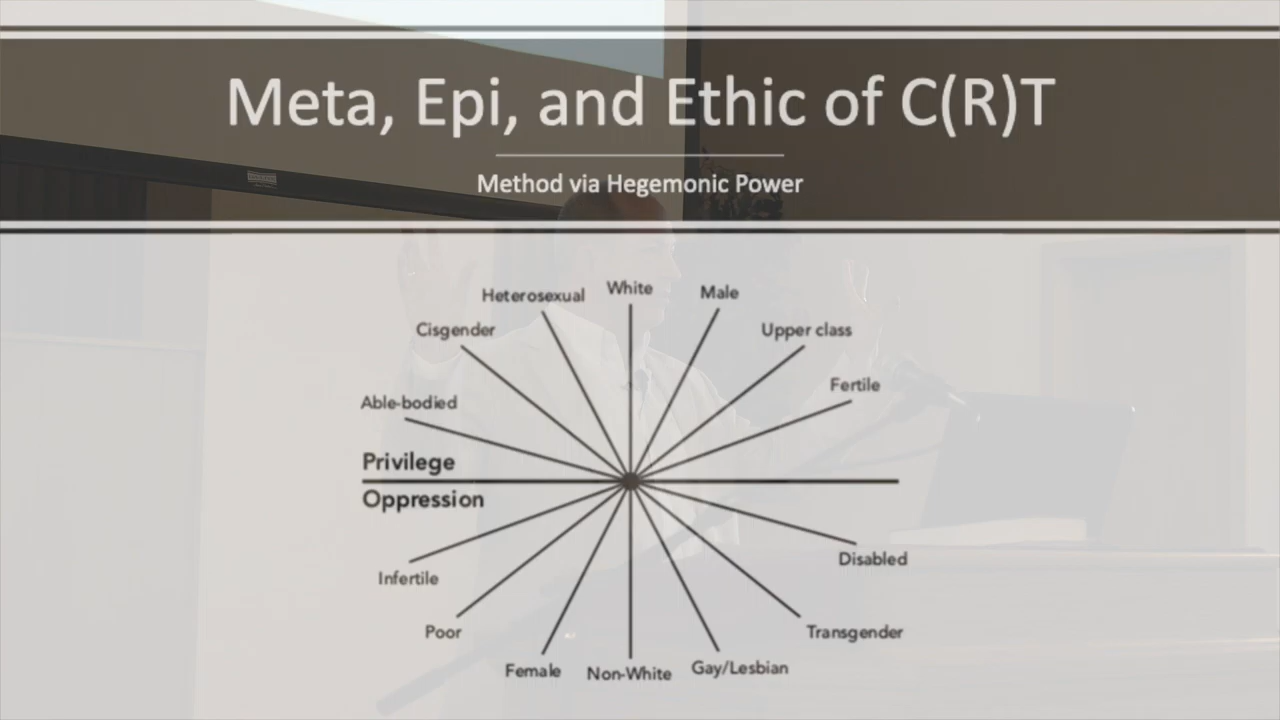 Meta, Epi, and Ethic of C(R)T
Method via Hegemonic Power
White
Heterosexual
Male
Cisgender
Upper class
Fertile
Able-bodied
Privilege
Oppression
Disabled
Infertile
Poor
Transgender
Female
Non-White
Gay/Lesbian